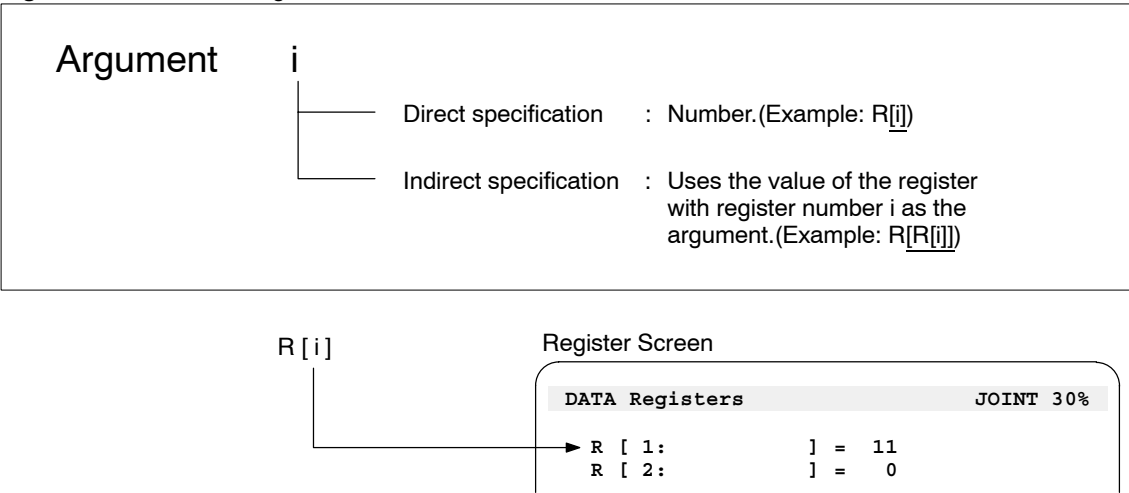 Argument i
Direct specification : Number.(Example: R[i])
Indirect specification : Uses the value of the register
with register number i as the
argument.(Example: R[R[i]])
R [ i ]
Register Screen
DATA Registers JOINT 30%
R [ 1: ] = 11
R [ 2: ] = 0